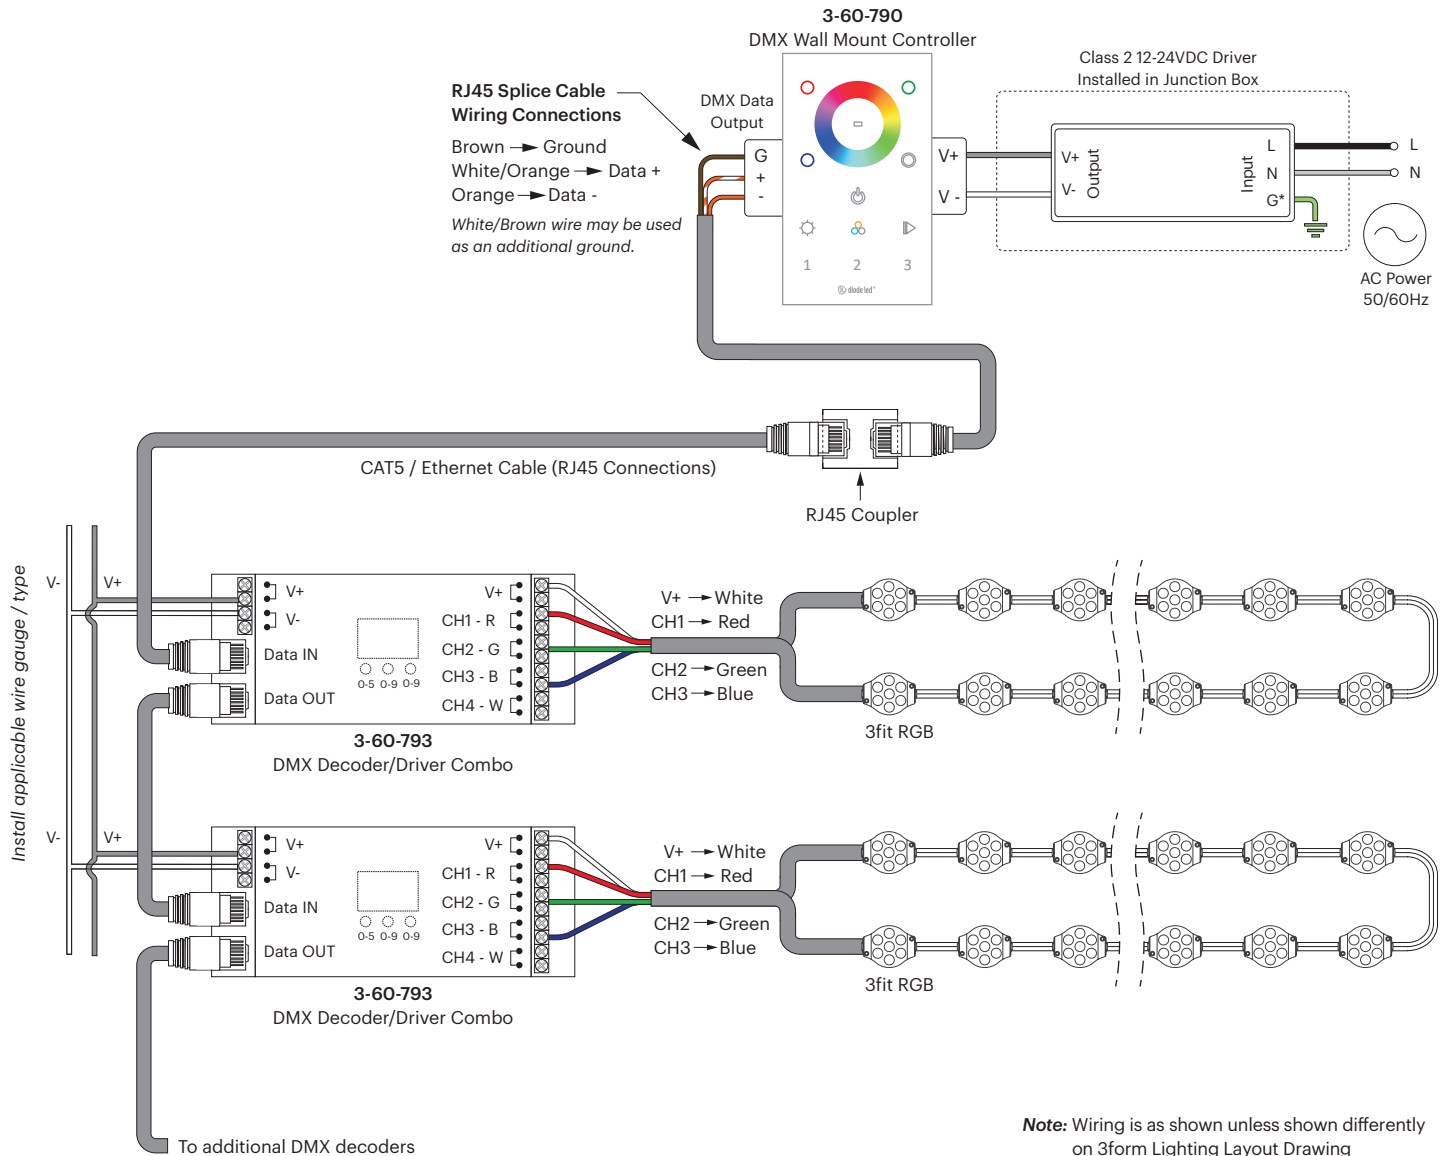 3-60-790
DMX Wall Mount Controller
Class 2 12-24VDC Driver
Installed in Junction Box
RJ45 Splice Cable
Wiring Connections
Brown → Ground
White/Orange → Data +
Orange → Data -
White/Brown wire may be used
as an additional ground.
DMX Data
Output
G
+
-
V+
V -
V+
V-
Output
Input
L
N
G*
L
N
1 2 3
diode led
AC Power
50/60Hz
CAT5 / Ethernet Cable (RJ45 Connections)
RJ45 Coupler
Install applicable wire gauge / type
V-
V+
V+
V-
Data IN
Data OUT
0-5 0-9 0-9
V+
CH1 - R
CH2 - G
CH3 - B
CH4 - W
3-60-793
DMX Decoder/Driver Combo
V+ → White
CH1 → Red
CH2 → Green
CH3 → Blue
3fit RGB
V-
V+
V+
V-
Data IN
Data OUT
0-5 0-9 0-9
V+
CH1 - R
CH2 - G
CH3 - B
CH4 - W
3-60-793
DMX Decoder/Driver Combo
V+ → White
CH1 → Red
CH2 → Green
CH3 → Blue
3fit RGB
To additional DMX decoders
Note: Wiring is as shown unless shown differently
on 3form Lighting Layout Drawing